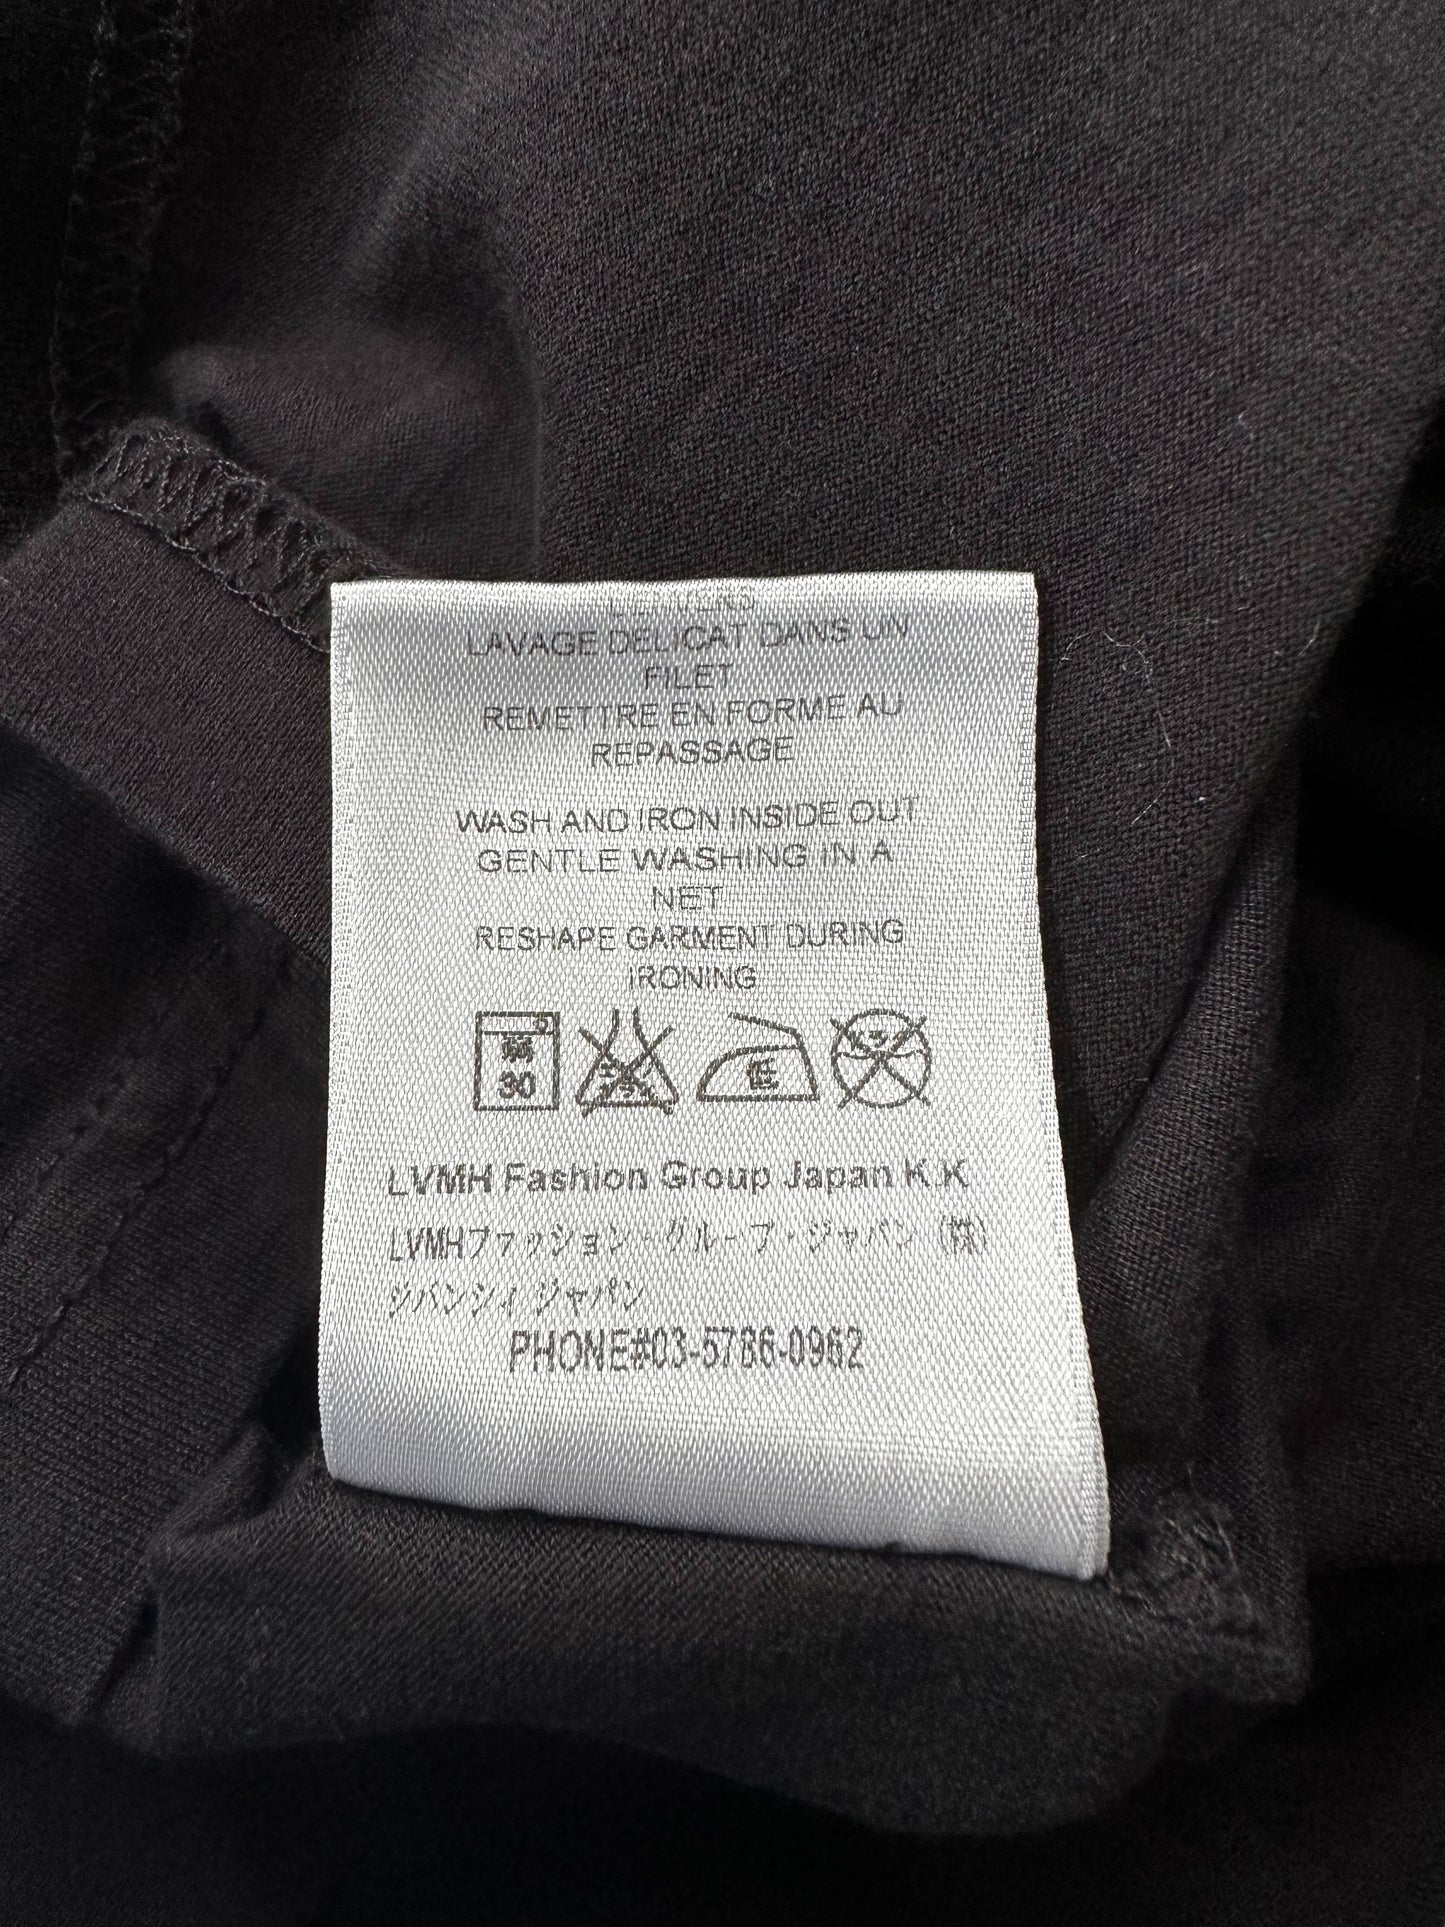 L'ENVERS
LAVAGE DELICAT DANS UN
FILET
REMETTRE EN FORME AU
REPASSAGE
WASH AND IRON INSIDE OUT
GENTLE WASHING IN A
NET
RESHAPE GARMENT DURING
IRONING
30
LVMH Fashion Group Japan K.K
LVMHファッション・グループ・ジャパン (株)
ジバンシィ ジャパン
PHONE#03-5786-0962